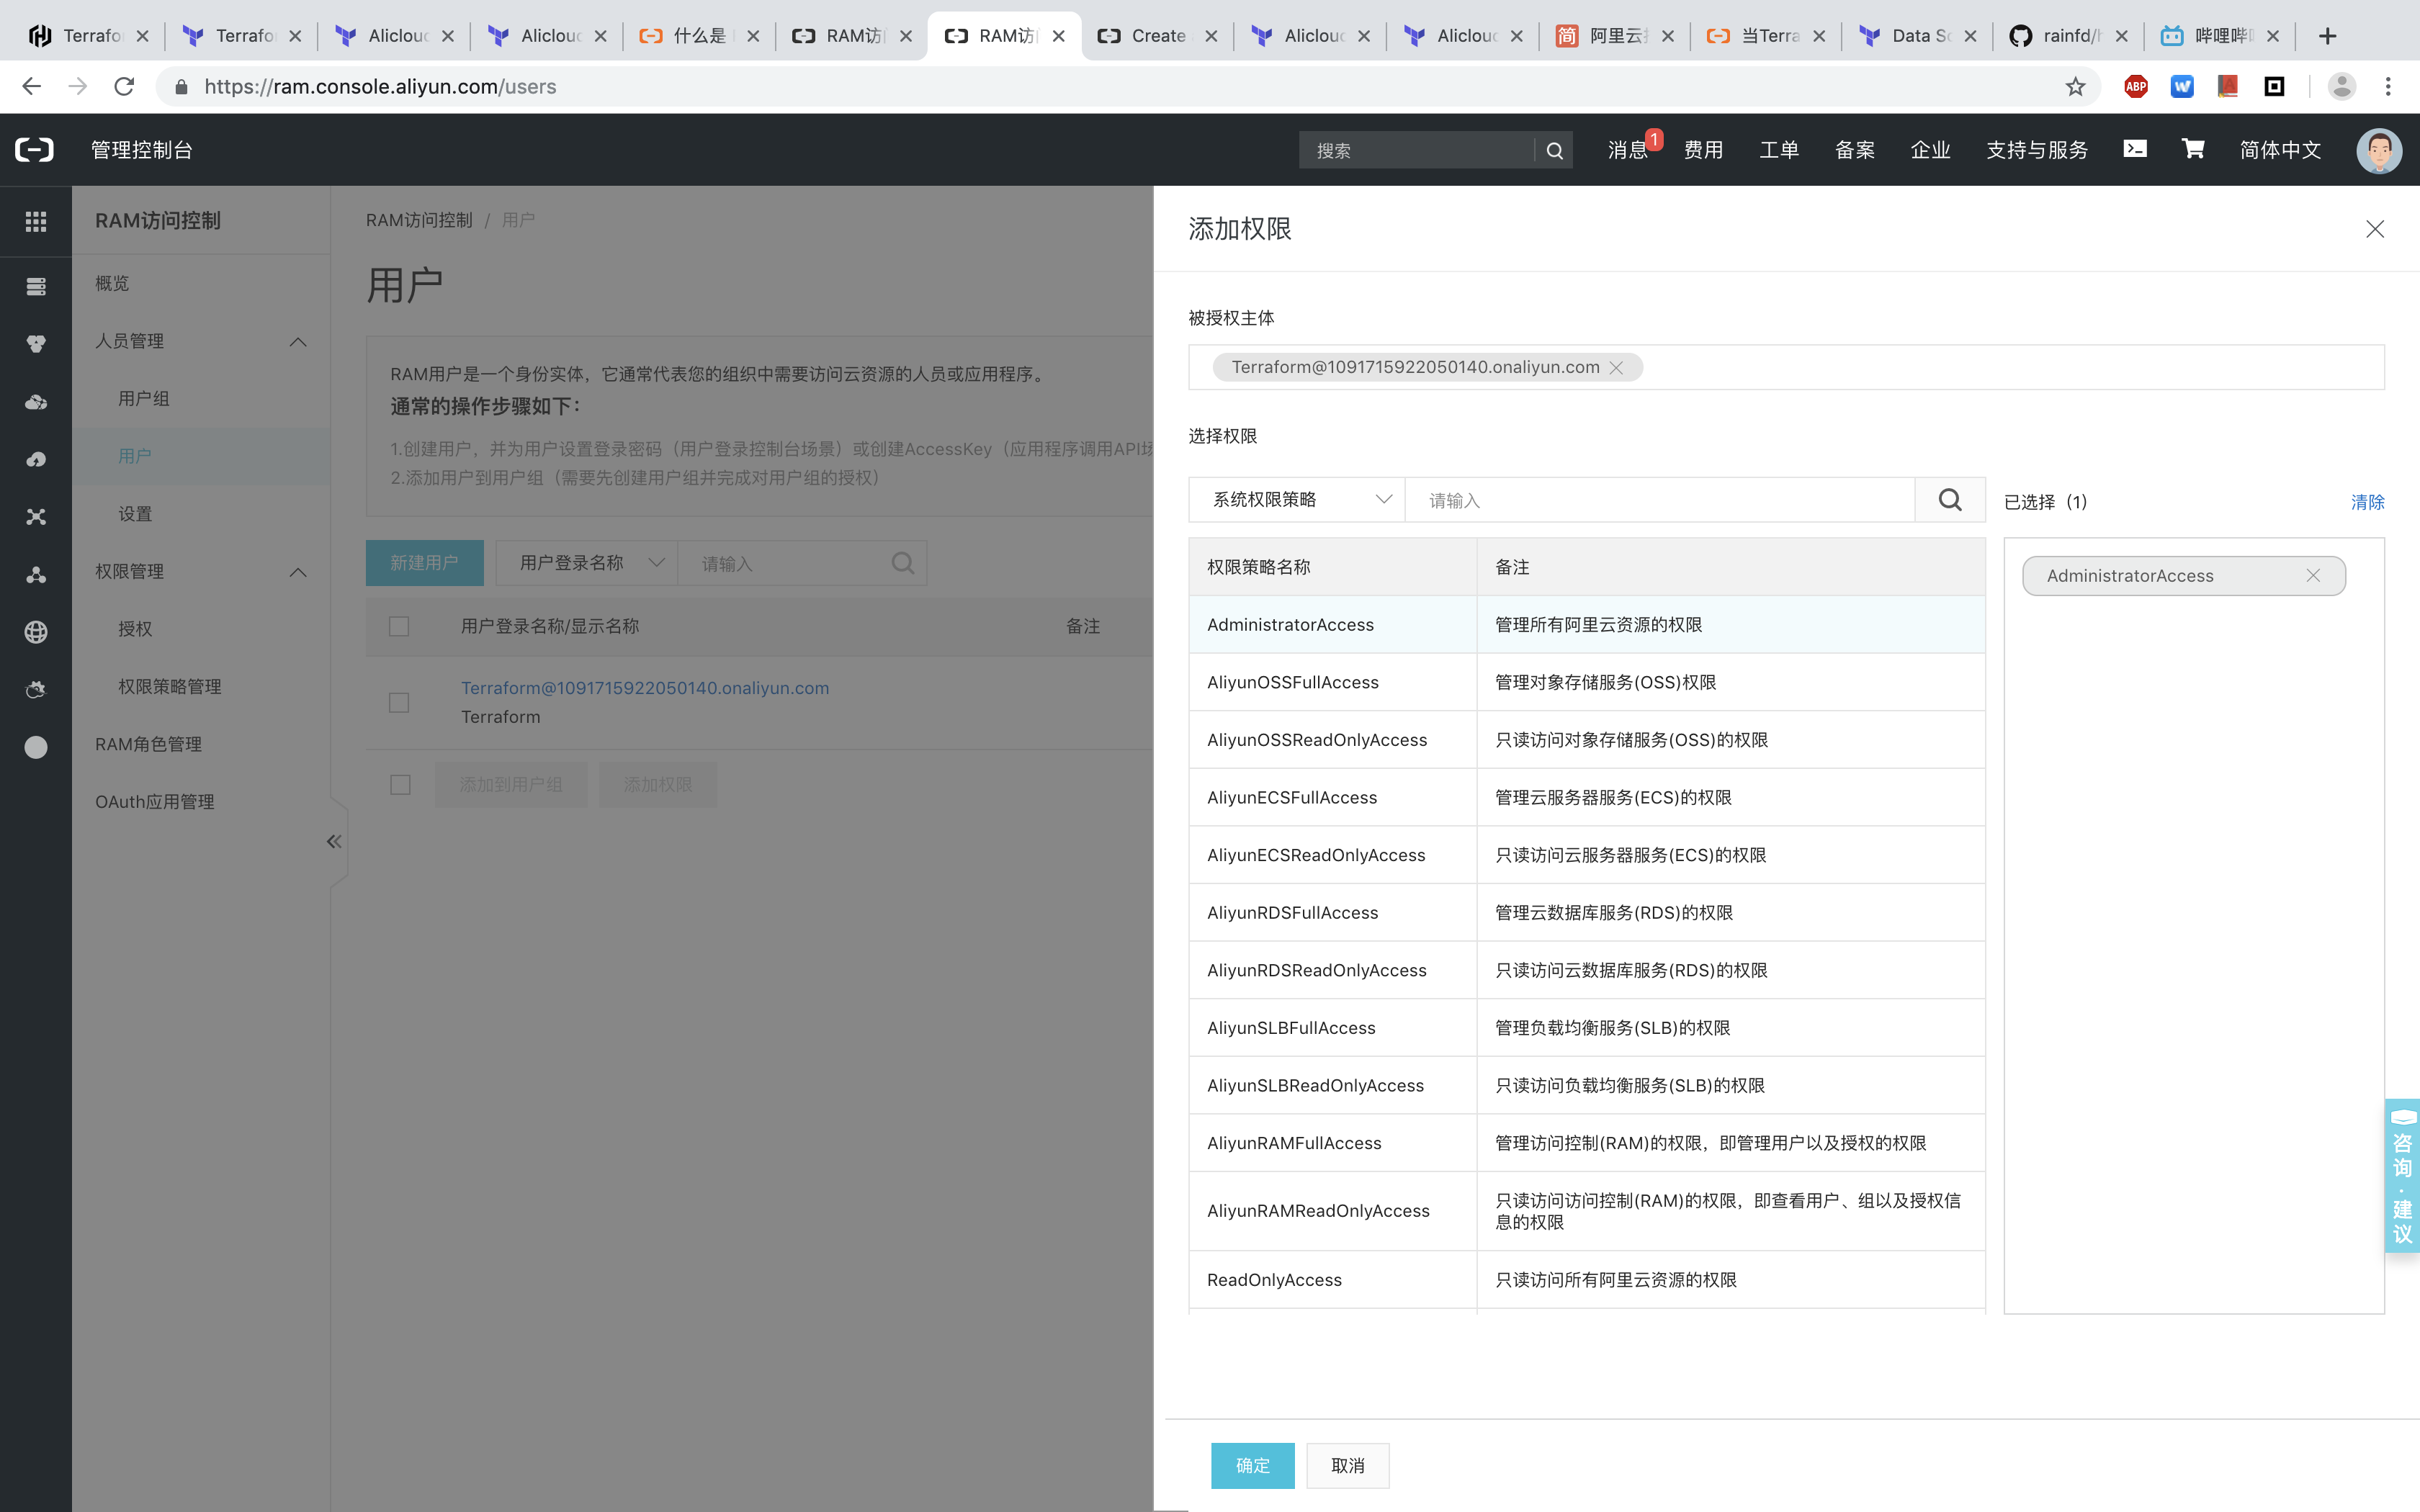 Terrafo
Terrafo
Aliclouc
Aliclouc
什么是
RAM访
RAM访
Create
Aliclouc
Aliclouc
简
阿里云
当Terra
Data So
rainfd/
哔哩哔
https://ram.console.aliyun.com/users
ABP
管理控制台
搜索
消息
1
费用
工单
备案
企业
支持与服务
简体中文
RAM访问控制
概览
人员管理
用户组
用户
设置
权限管理
授权
权限策略管理
RAM角色管理
OAuth应用管理
RAM访问控制 / 用户
用户
RAM用户是一个身份实体，它通常代表您的组织中需要访问云资源的人员或应用程序。
通常的操作步骤如下：
1.创建用户，并为用户设置登录密码（用户登录控制台场景）或创建AccessKey（应用程序调用API
2.添加用户到用户组（需要先创建用户组并完成对用户组的授权）
新建用户
用户登录名称
请输入
用户登录名称/显示名称
备注
Terraform@1091715922050140.onaliyun.com
Terraform
添加到用户组
添加权限
添加权限
被授权主体
Terraform@1091715922050140.onaliyun.com
选择权限
系统权限策略
请输入
已选择（1）
清除
权限策略名称
备注
AdministratorAccess
AdministratorAccess
管理所有阿里云资源的权限
AliyunOSSFullAccess
管理对象存储服务(OSS)权限
AliyunOSSReadOnlyAccess
只读访问对象存储服务(OSS)的权限
AliyunECSFullAccess
管理云服务器服务(ECS)的权限
AliyunECSReadOnlyAccess
只读访问云服务器服务(ECS)的权限
AliyunRDSFullAccess
管理云数据库服务(RDS)的权限
AliyunRDSReadOnlyAccess
只读访问云数据库服务(RDS)的权限
AliyunSLBFullAccess
管理负载均衡服务(SLB)的权限
AliyunSLBReadOnlyAccess
只读访问负载均衡服务(SLB)的权限
AliyunRAMFullAccess
管理访问控制(RAM)的权限，即管理用户以及授权的权限
AliyunRAMReadOnlyAccess
只读访问访问控制(RAM)的权限，即查看用户、组以及授权信
息的权限
ReadOnlyAccess
只读访问所有阿里云资源的权限
咨询·建议
确定
取消